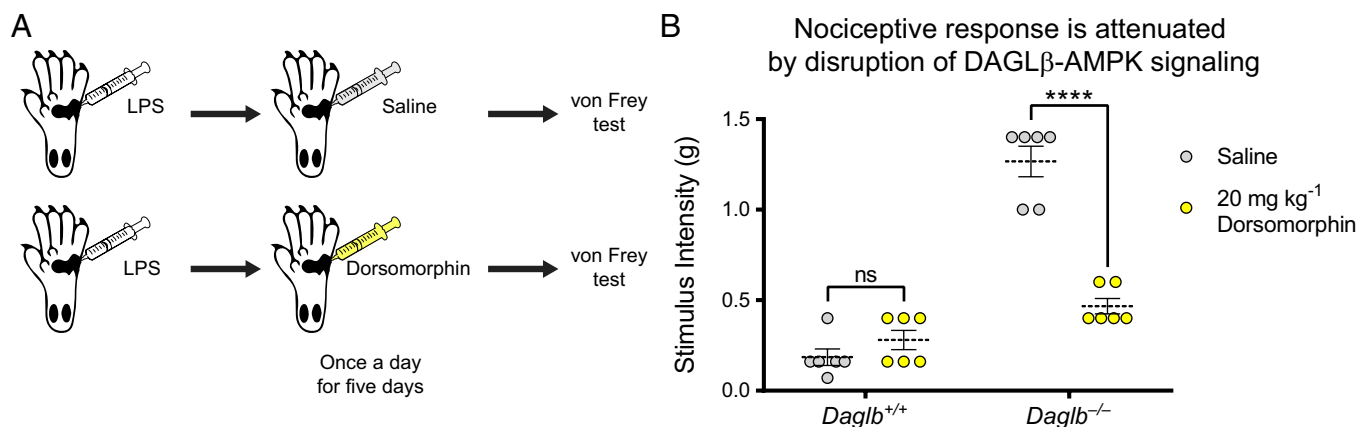 A
LPS
Saline
von Frey
test
LPS
Dorsomorphin
von Frey
test
Once a day
for five days
B
Nociceptive response is attenuated
by disruption of DAGLβ-AMPK signaling
Stimulus Intensity (g)
1.5
1.0
0.5
0.0
ns
****
Daglb+/+
Daglb–/–
Saline
20 mg kg-1
Dorsomorphin